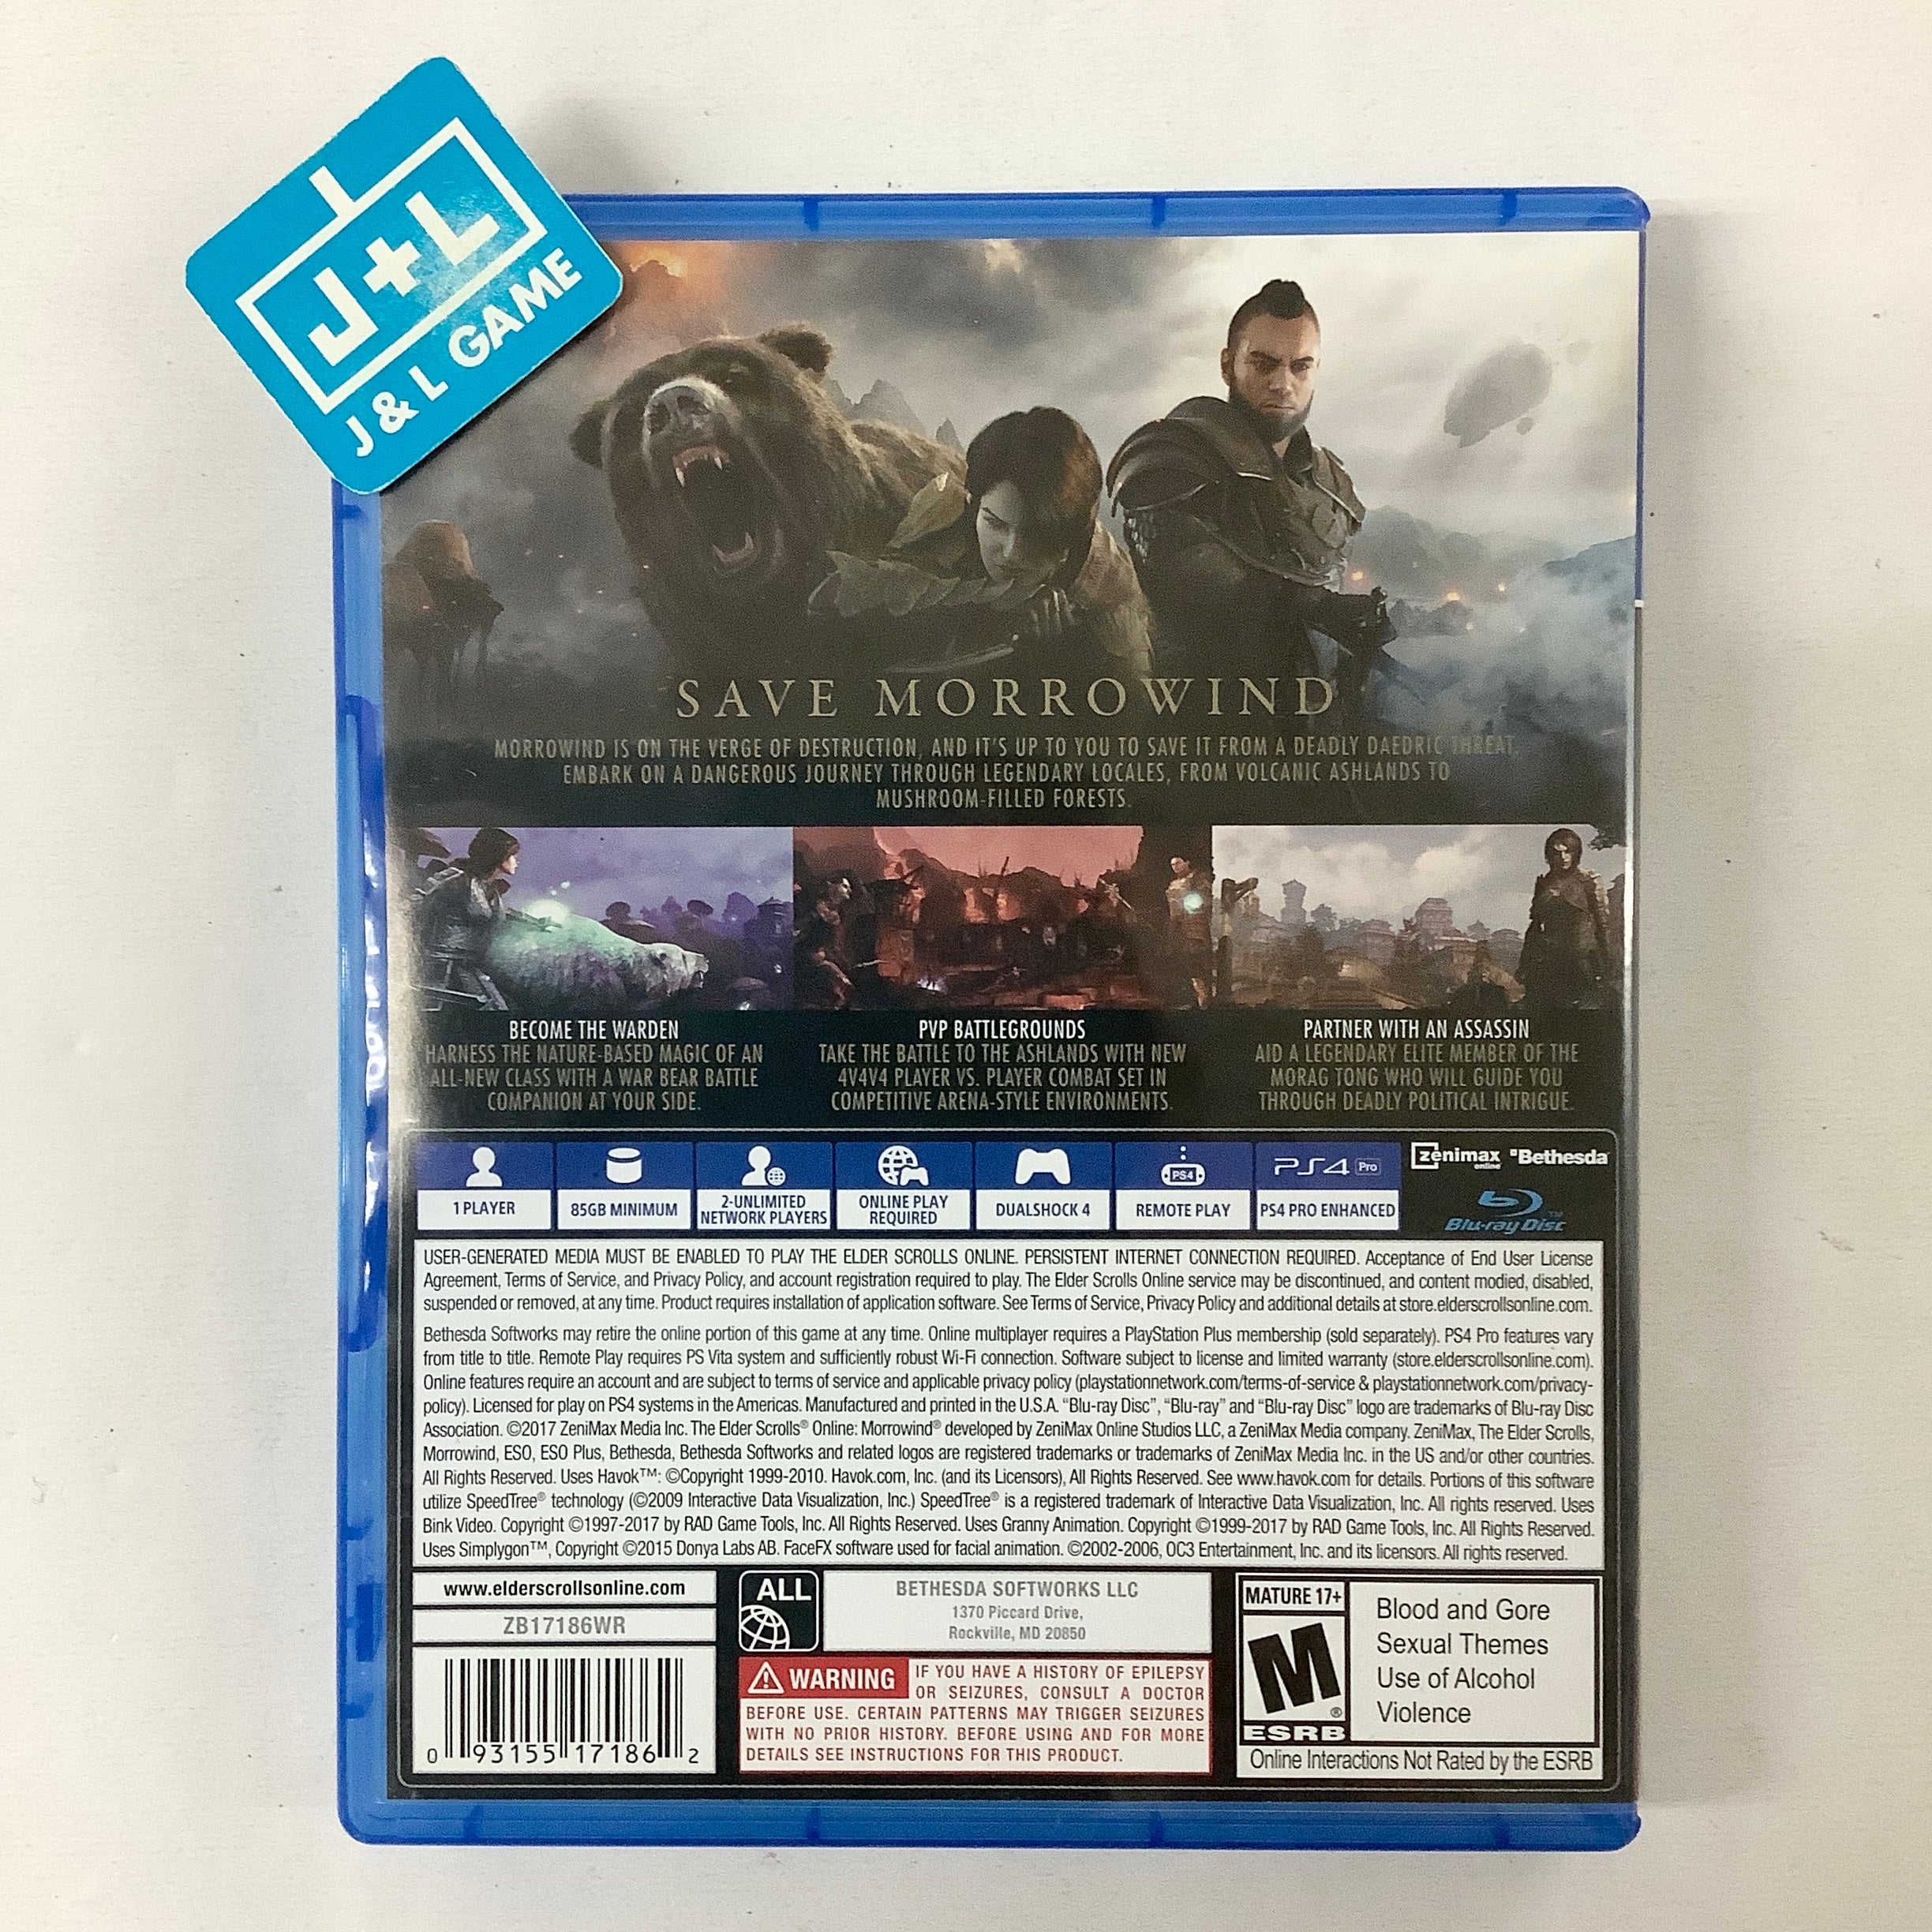 J+L
J & L GAME
SAVE MORROWIND
MORROWIND IS ON THE VERGE OF DESTRUCTION, AND IT'S UP TO YOU TO SAVE IT FROM A DEADLY DAEDRIC THREAT.
EMBARK ON A DANGEROUS JOURNEY THROUGH LEGENDARY LOCALES, FROM VOLCANIC ASHLANDS TO
MUSHROOM-FILLED FORESTS.
BECOME THE WARDEN
HARNESS THE NATURE-BASED MAGIC OF AN
ALL-NEW CLASS WITH A WAR BEAR BATTLE
COMPANION AT YOUR SIDE.
PVP BATTLEGROUNDS
TAKE THE BATTLE TO THE ASHLANDS WITH NEW
4V4V4 PLAYER VS. PLAYER COMBAT SET IN
COMPETITIVE ARENA-STYLE ENVIRONMENTS.
PARTNER WITH AN ASSASSIN
AID A LEGENDARY ELITE MEMBER OF THE
MORAG TONG WHO WILL GUIDE YOU
THROUGH DEADLY POLITICAL INTRIGUE.
1 PLAYER
85GB MINIMUM
2-UNLIMITED
NETWORK PLAYERS
ONLINE PLAY
REQUIRED
DUALSHOCK 4
PS4
REMOTE PLAY
PS4 Pro
PS4 PRO ENHANCED
zenimax online
Bethesda
Blu-ray Disc™
USER-GENERATED MEDIA MUST BE ENABLED TO PLAY THE ELDER SCROLLS ONLINE. PERSISTENT INTERNET CONNECTION REQUIRED. Acceptance of End User License
Agreement, Terms of Service, and Privacy Policy, and account registration required to play. The Elder Scrolls Online service may be discontinued, and content modied, disabled,
suspended or removed, at any time. Product requires installation of application software. See Terms of Service, Privacy Policy and additional details at store.elderscrollsonline.com.
Bethesda Softworks may retire the online portion of this game at any time. Online multiplayer requires a PlayStation Plus membership (sold separately). PS4 Pro features vary
from title to title. Remote Play requires PS Vita system and sufficiently robust Wi-Fi connection. Software subject to license and limited warranty (store.elderscrollsonline.com).
Online features require an account and are subject to terms of service and applicable privacy policy (playstationnetwork.com/terms-of-service & playstationnetwork.com/privacy-
policy). Licensed for play on PS4 systems in the Americas. Manufactured and printed in the U.S.A. "Blu-ray Disc", "Blu-ray" and "Blu-ray Disc" logo are trademarks of Blu-ray Disc
Association. ©2017 ZeniMax Media Inc. The Elder Scrolls® Online: Morrowind® developed by ZeniMax Online Studios LLC, a ZeniMax Media company. ZeniMax, The Elder Scrolls,
Morrowind, ESO, ESO Plus, Bethesda, Bethesda Softworks and related logos are registered trademarks or trademarks of ZeniMax Media Inc. in the US and/or other countries.
All Rights Reserved. Uses Havok™: ©Copyright 1999-2010. Havok.com, Inc. (and its Licensors), All Rights Reserved. See www.havok.com for details. Portions of this software
utilize SpeedTree® technology (©2009 Interactive Data Visualization, Inc.) SpeedTree® is a registered trademark of Interactive Data Visualization, Inc. All rights reserved. Uses
Bink Video. Copyright ©1997-2017 by RAD Game Tools, Inc. All Rights Reserved. Uses Granny Animation. Copyright ©1999-2017 by RAD Game Tools, Inc. All Rights Reserved.
Uses Simplygon™, Copyright ©2015 Donya Labs AB. FaceFX software used for facial animation. ©2002-2006, OC3 Entertainment, Inc. and its licensors. All rights reserved.
www.elderscrollsonline.com
ZB17186WR
0 93155 17186 2
ALL
BETHESDA SOFTWORKS LLC
1370 Piccard Drive,
Rockville, MD 20850
WARNING IF YOU HAVE A HISTORY OF EPILEPSY
OR SEIZURES, CONSULT A DOCTOR
BEFORE USE. CERTAIN PATTERNS MAY TRIGGER SEIZURES
WITH NO PRIOR HISTORY. BEFORE USING AND FOR MORE
DETAILS SEE INSTRUCTIONS FOR THIS PRODUCT.
MATURE 17+
M®
ESRB
Blood and Gore
Sexual Themes
Use of Alcohol
Violence
Online Interactions Not Rated by the ESRB